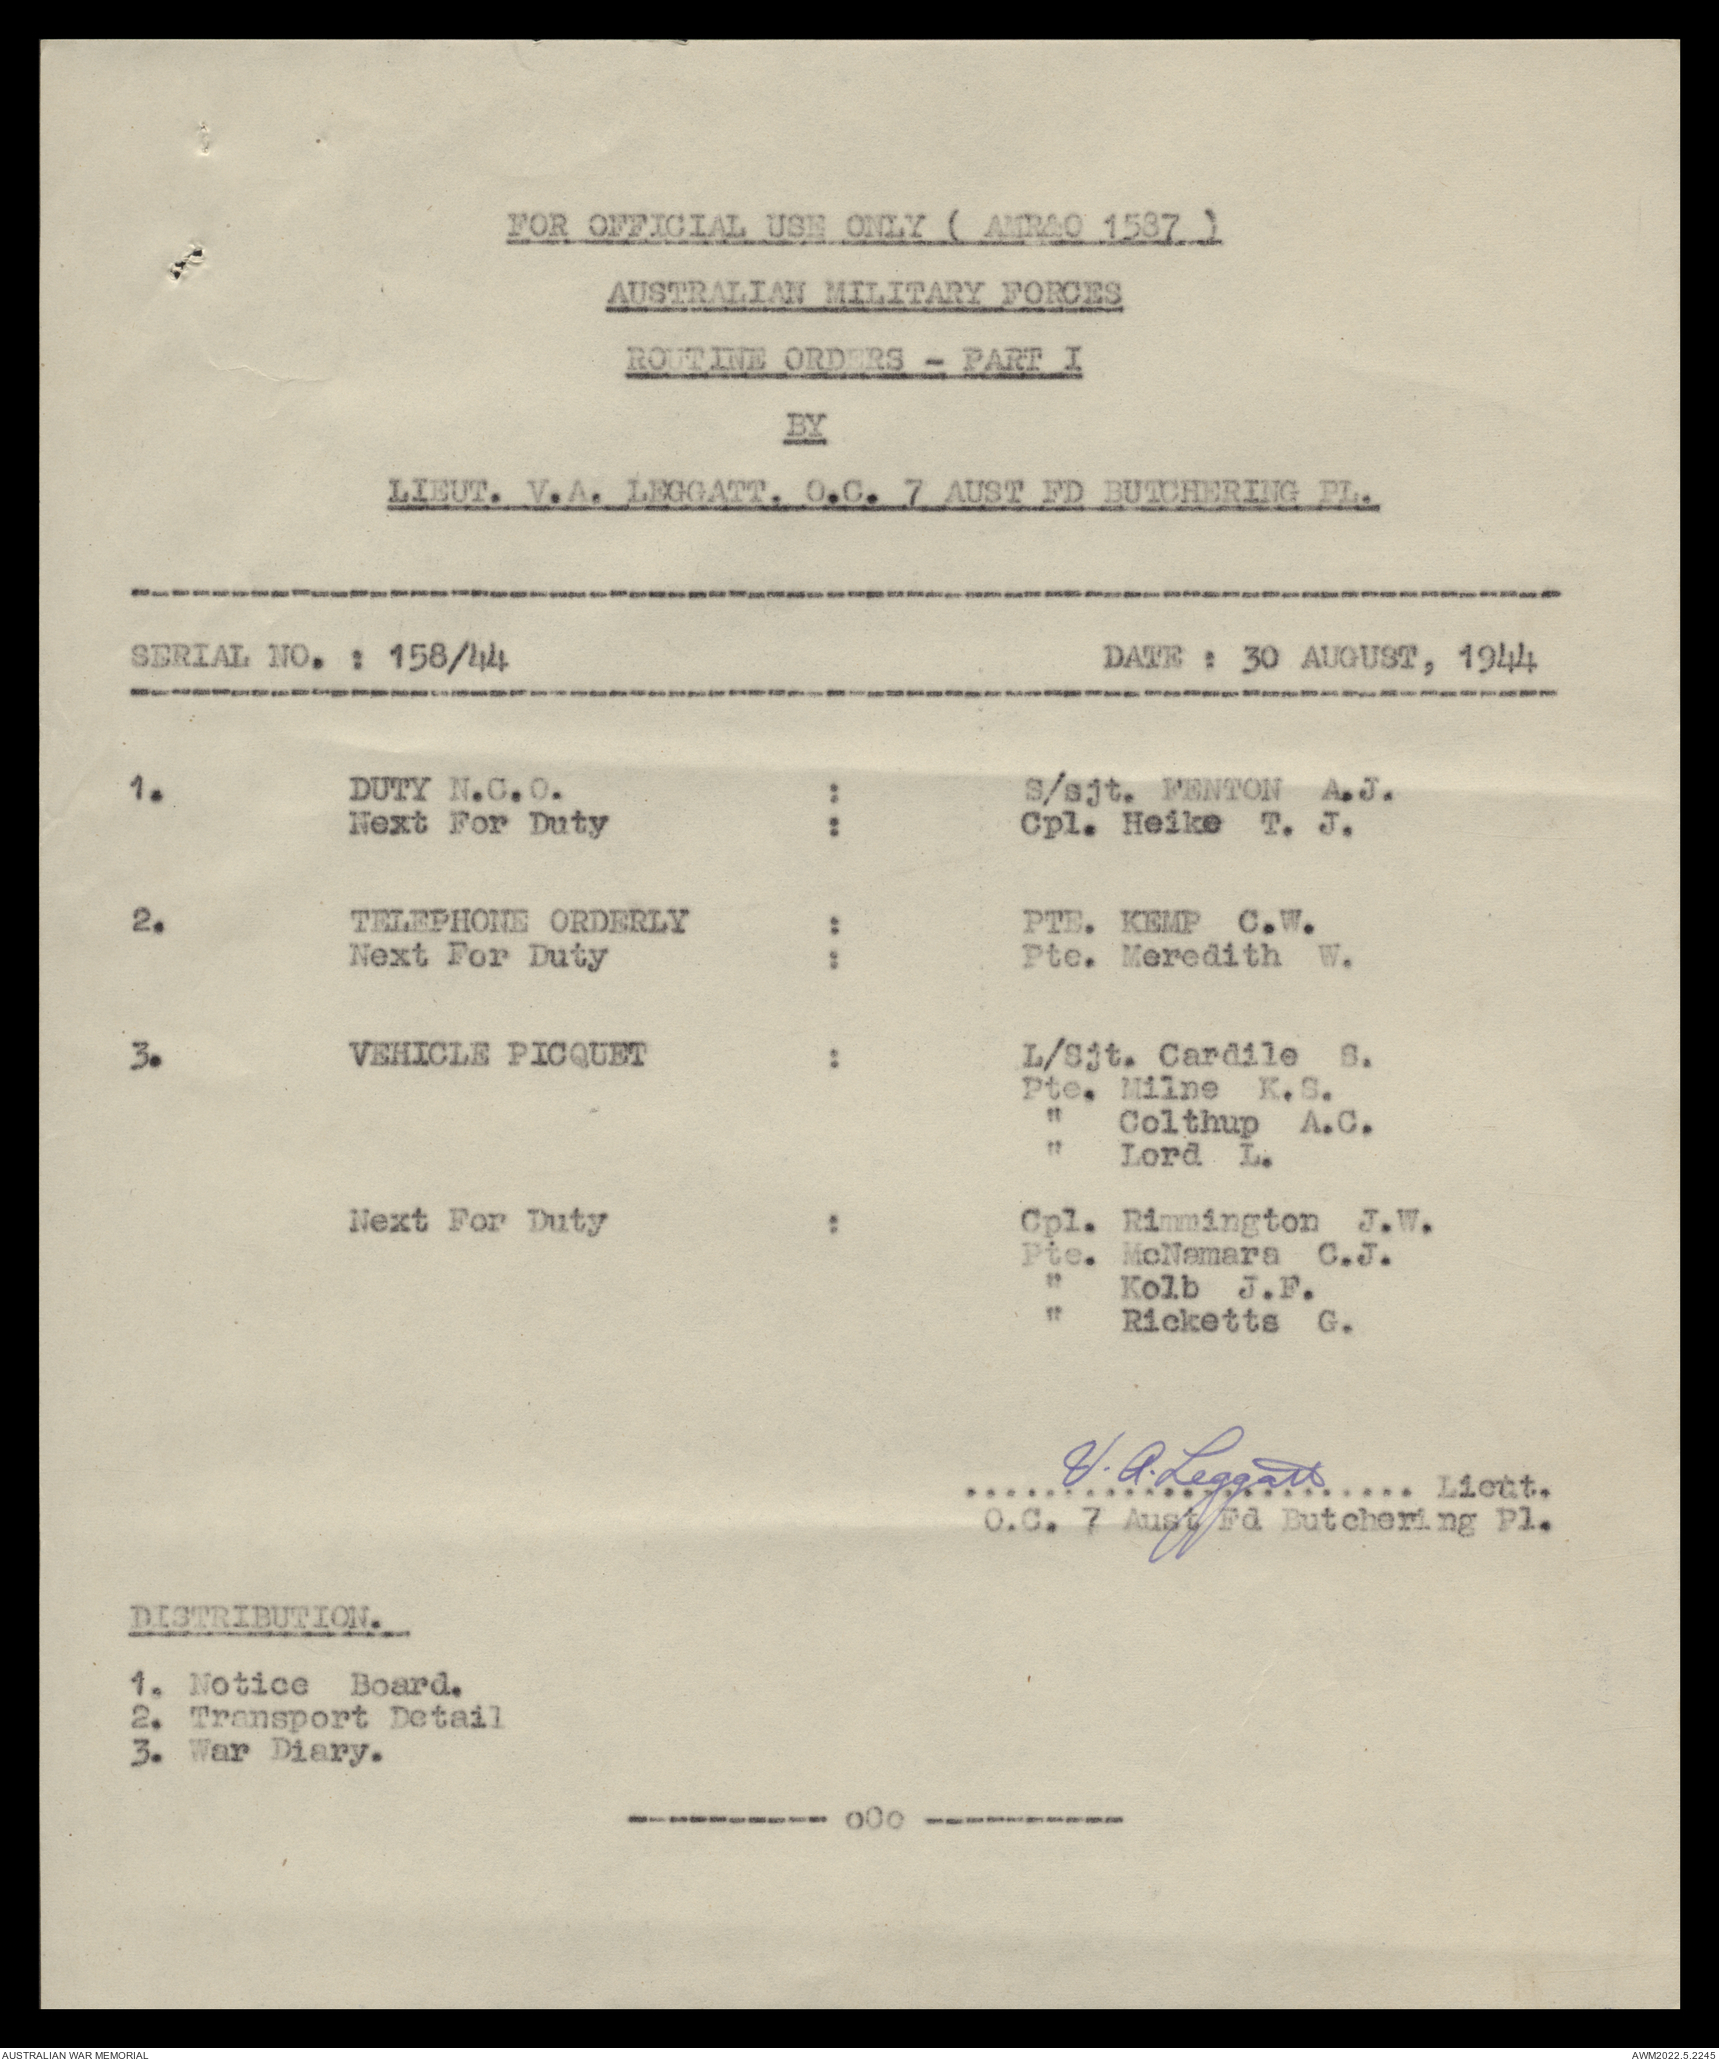 FOR OFFICIAL USE ONLY ( AMR&O 1587 )
AUSTRALIAN MILITARY FORCES
ROUTINE ORDERS - PART I
BY
LIEUT. V.A. LEGGATT. O.C. 7 AUST FD BUTCHERING PL.
SERIAL NO. : 158/44 DATE : 30 AUGUST, 1944
1. DUTY N.C.O. : S/sjt. FENTON A.J.
Next For Duty : Cpl. Heike T. J.
2. TELEPHONE ORDERLY : PTE. KEMP C.W.
Next For Duty : Pte. Meredith W.
3. VEHICLE PICQUET : L/Sjt. Cardile S.
Pte. Milne K.S.
" Colthup A.C.
" Lord L.
Next For Duty : Cpl. Rimmington J.W.
Pte. McNamara C.J.
" Kolb J.F.
" Ricketts G.
V. A. Leggatt Lieut.
O.C. 7 Aust Fd Butchering Pl.
DISTRIBUTION.
1. Notice Board.
2. Transport Detail
3. War Diary.
---------- oOo ----------
AUSTRALIAN WAR MEMORIAL AWM2022.5.2245